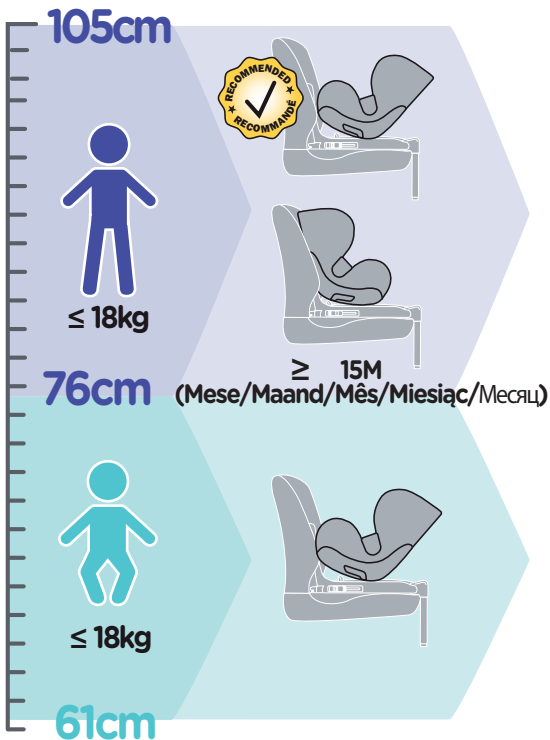 105cm
RECOMMENDED
RECOMMANDÉ
≤ 18kg
≥ 15M
76cm
(Mese/Maand/Mês/Miesiąc/Месяц)
≤ 18kg
61cm